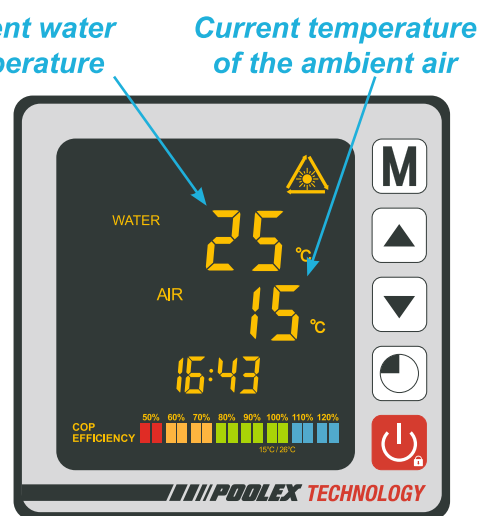 ent water
perature
Current temperature
of the ambient air
M
WATER
25 °C
AIR
15 °C
16:43
50% 60% 70% 80% 90% 100% 110% 120%
COP
EFFICIENCY
15°C / 26°C
POOLEX TECHNOLOGY